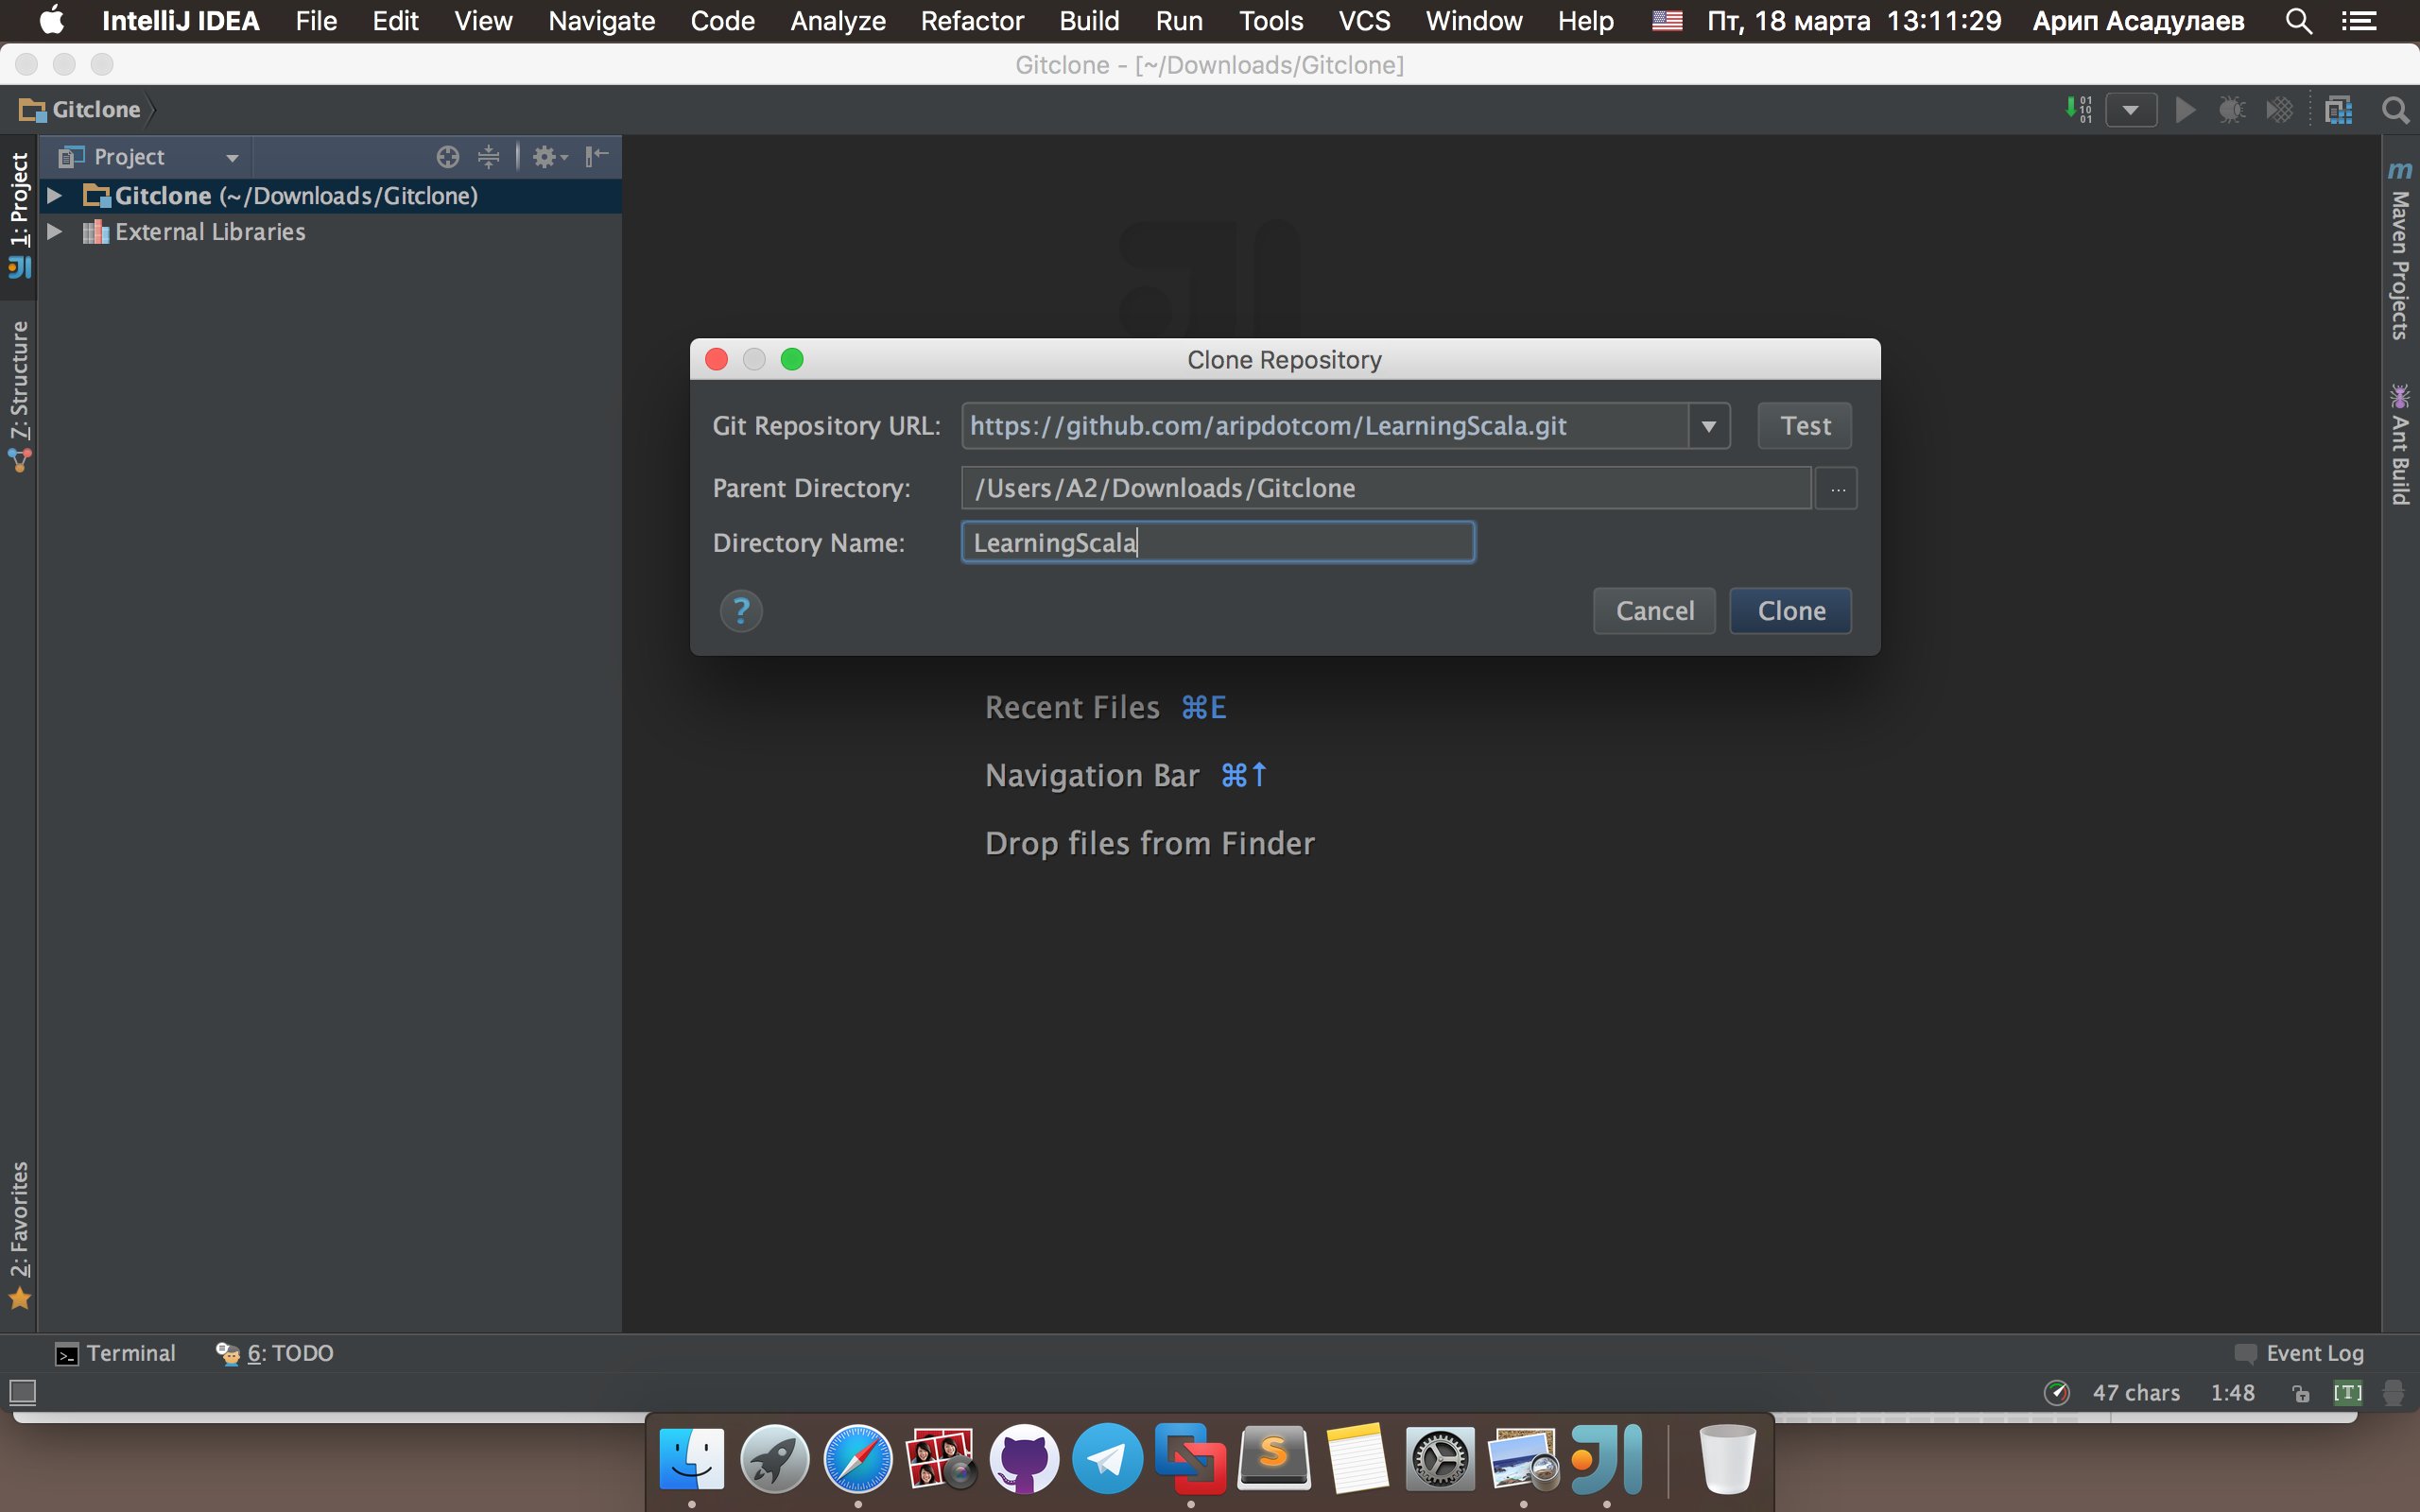 IntelliJ IDEA File Edit View Navigate Code Analyze Refactor Build Run Tools VCS Window Help Пт, 18 марта 13:11:29 Арип Асадулаев
Gitclone - [~/Downloads/Gitclone]
Gitclone
1: Project
Project
Gitclone (~/Downloads/Gitclone)
External Libraries
Z: Structure
2: Favorites
Maven Projects
Ant Build
Clone Repository
Git Repository URL: https://github.com/aripdotcom/LearningScala.git Test
Parent Directory: /Users/A2/Downloads/Gitclone ...
Directory Name: LearningScala
? Cancel Clone
Recent Files ⌘E
Navigation Bar ⌘↑
Drop files from Finder
Terminal 6: TODO Event Log
47 chars 1:48 [T]